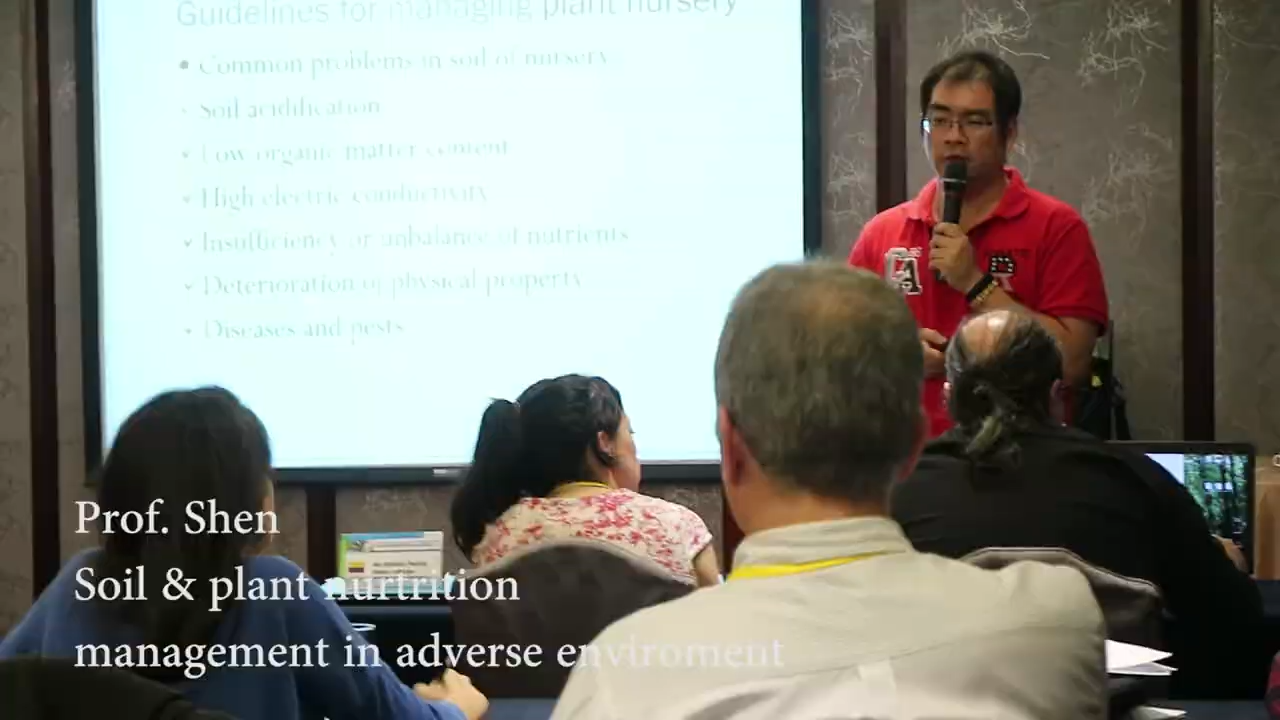 Guidelines for managing plant nursery
• Common problems in soil of nursery
Soil acidification
Low organic matter content
High electric conductivity
Insufficiency or unbalance of nutrients
Deterioration of physical property
Diseases and pests
Prof. Shen
Soil & plant nurtrition
management in adverse enviroment